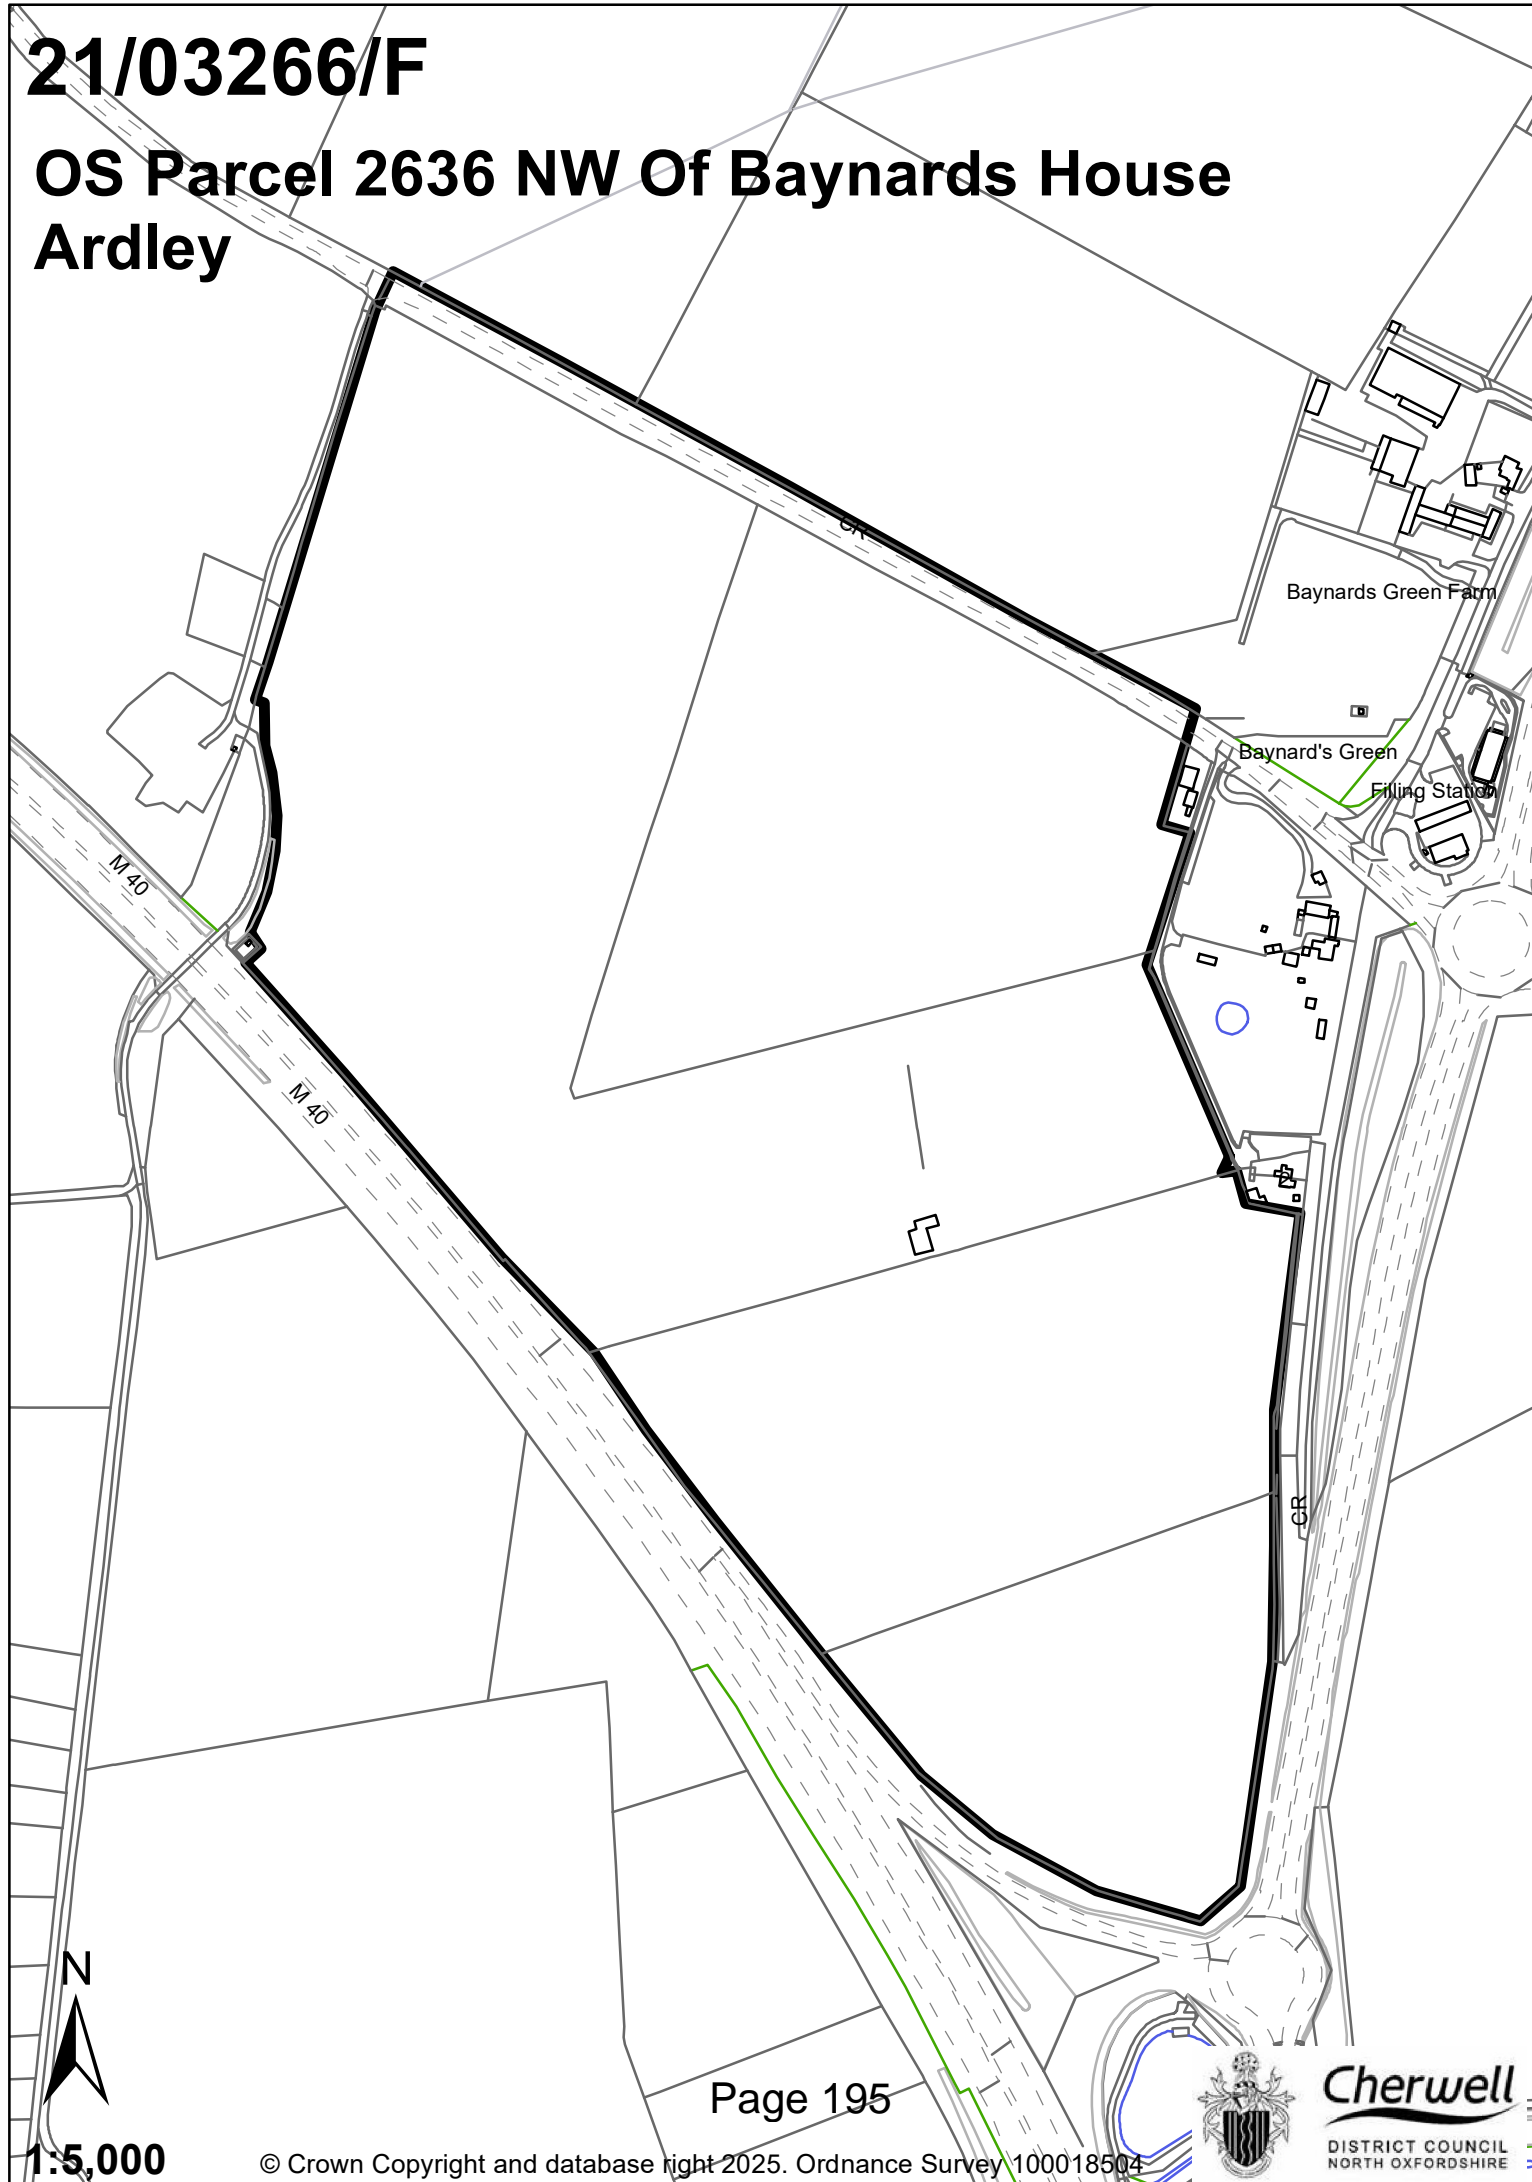 21/03266/F
OS Parcel 2636 NW Of Baynards House
Ardley
CR
Baynards Green Farm
Baynard's Green
Filling Station
M 40
M 40
2
CR
N
Page 195
1:5,000
© Crown Copyright and database right 2025. Ordnance Survey 100018504
Cherwell
DISTRICT COUNCIL
NORTH OXFORDSHIRE